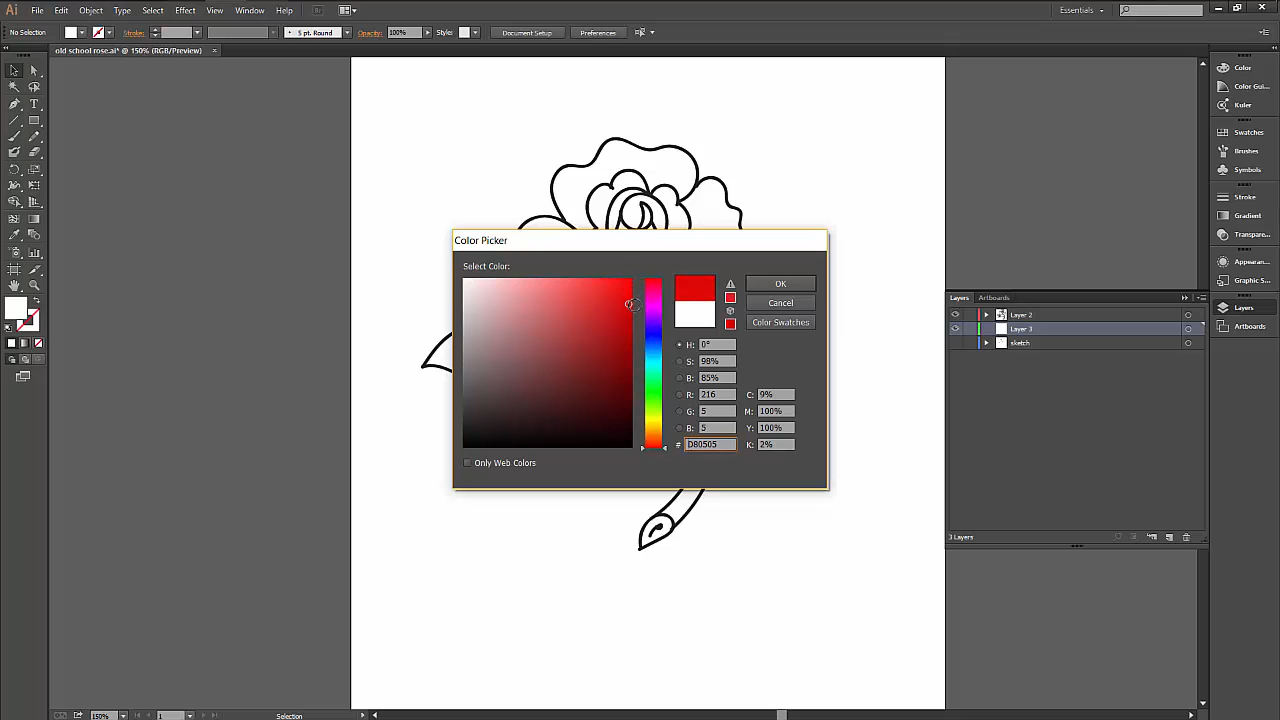 Ai File Edit Object Type Select Effect View Window Help Br Essentials
No Selection Stroke: 5 pt. Round Opacity: 100% Styles Document Setup Preferences
old school rose.ai* @ 150% (RGB/Preview) ×
Color
Color Gui...
Kuler
Swatches
Brushes
Symbols
Stroke
Gradient
Transpare...
Appearan...
Graphic S...
Layers
Artboards
Color Picker
Select Color:
OK
Cancel
Color Swatches
H: 0°
S: 98%
B: 85%
R: 216 C: 9%
G: 5 M: 100%
B: 5 Y: 100%
# D80505 K: 2%
Only Web Colors
Layers Artboards
Layer 2
Layer 3
sketch
3 Layers
150% 1 Selection